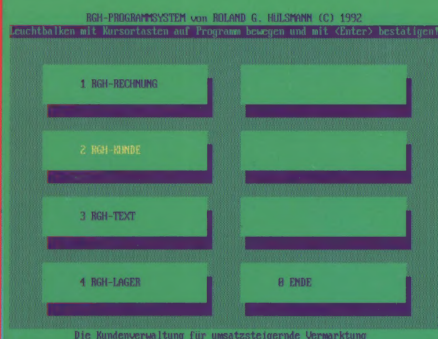 RGH-PROGRAMMSYSTEM von ROLAND G. HÜLSMANN (C) 1992
Leuchtbalken mit Kursortasten auf Programm bewegen und mit <Enter> bestätigen!
1 RGH-RECHNUNG
2 RGH-KUNDE
3 RGH-TEXT
4 RGH-LAGER
0 ENDE
Die Kundenverwaltung für umsatzsteigernde Vermarktung